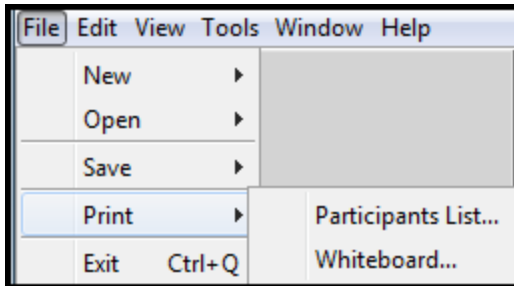 File Edit View Tools Window Help
New
Open
Save
Print
Participants List...
Exit Ctrl+Q
Whiteboard...